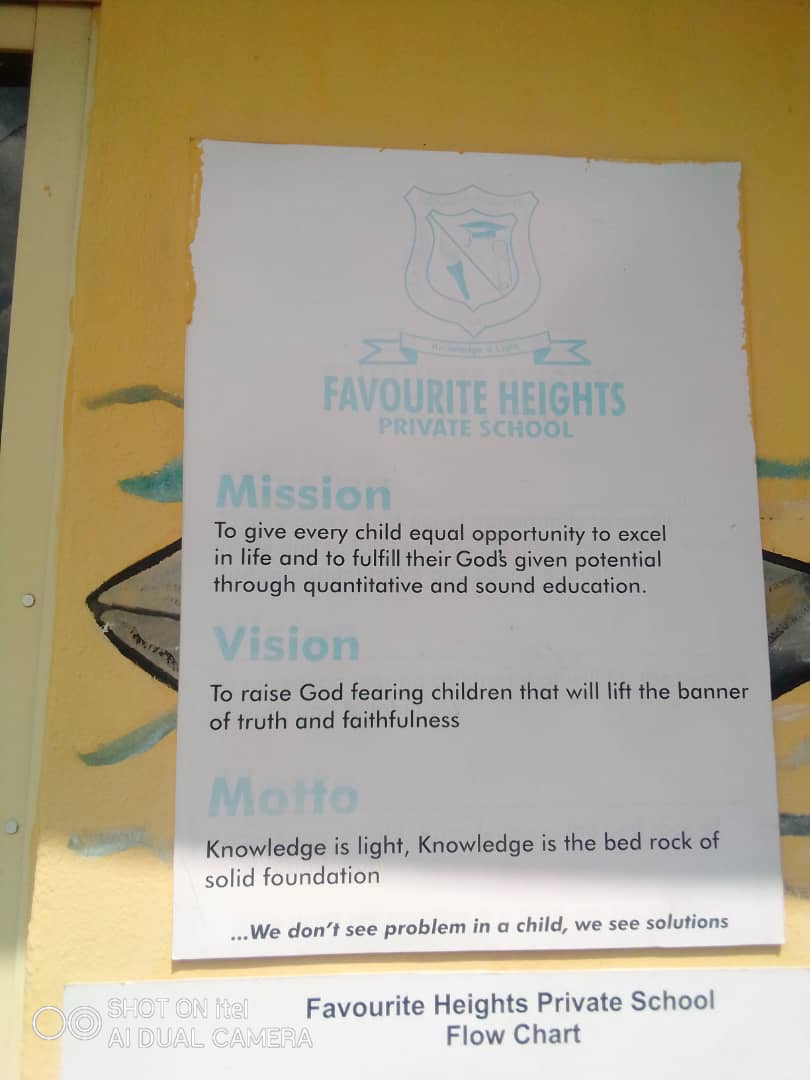 Knowledge is Light
FAVOURITE HEIGHTS
PRIVATE SCHOOL
Mission
To give every child equal opportunity to excel
in life and to fulfill their God's given potential
through quantitative and sound education.
Vision
To raise God fearing children that will lift the banner
of truth and faithfulness
Motto
Knowledge is light, Knowledge is the bed rock of
solid foundation
...We don't see problem in a child, we see solutions
Favourite Heights Private School
Flow Chart
SHOT ON itel
AI DUAL CAMERA